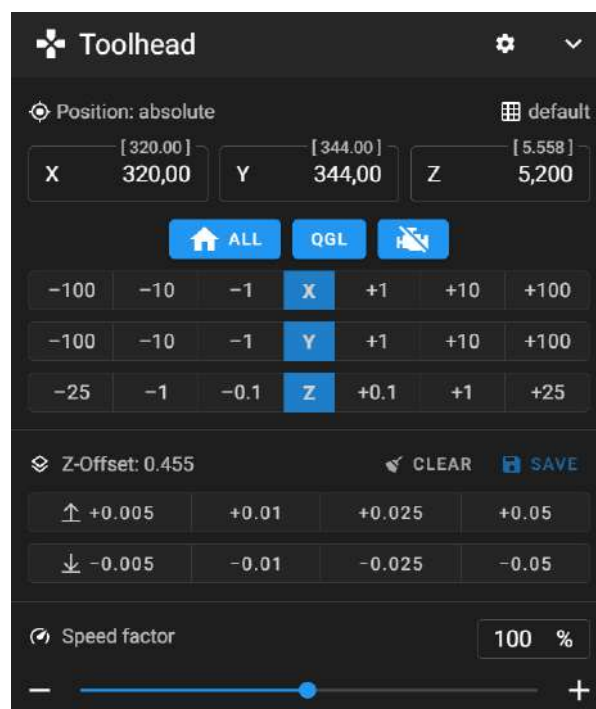 Toolhead
Position: absolute default
[ 320.00 ] [ 344.00 ] [ 5.558 ]
X 320,00 Y 344,00 Z 5,200
ALL QGL
−100 −10 −1 X +1 +10 +100
−100 −10 −1 Y +1 +10 +100
−25 −1 −0.1 Z +0.1 +1 +25
Z-Offset: 0.455 CLEAR SAVE
+0.005 +0.01 +0.025 +0.05
−0.005 −0.01 −0.025 −0.05
Speed factor 100 %